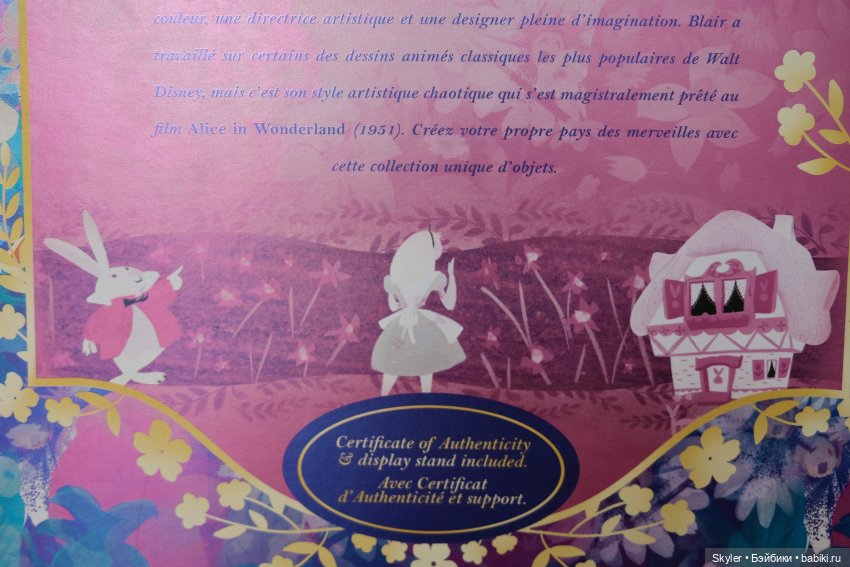 couleur, une directrice artistique et une designer pleine d'imagination. Blair a
travaillé sur certains des dessins animés classiques les plus populaires de Walt
Disney, mais c'est son style artistique chaotique qui s'est magistralement prêté au
film Alice in Wonderland (1951). Créez votre propre pays des merveilles avec
cette collection unique d'objets.
Certificate of Authenticity
& display stand included.
Avec Certificat
d'Authenticité et support.
Skyler • Бэйбики • babiki.ru